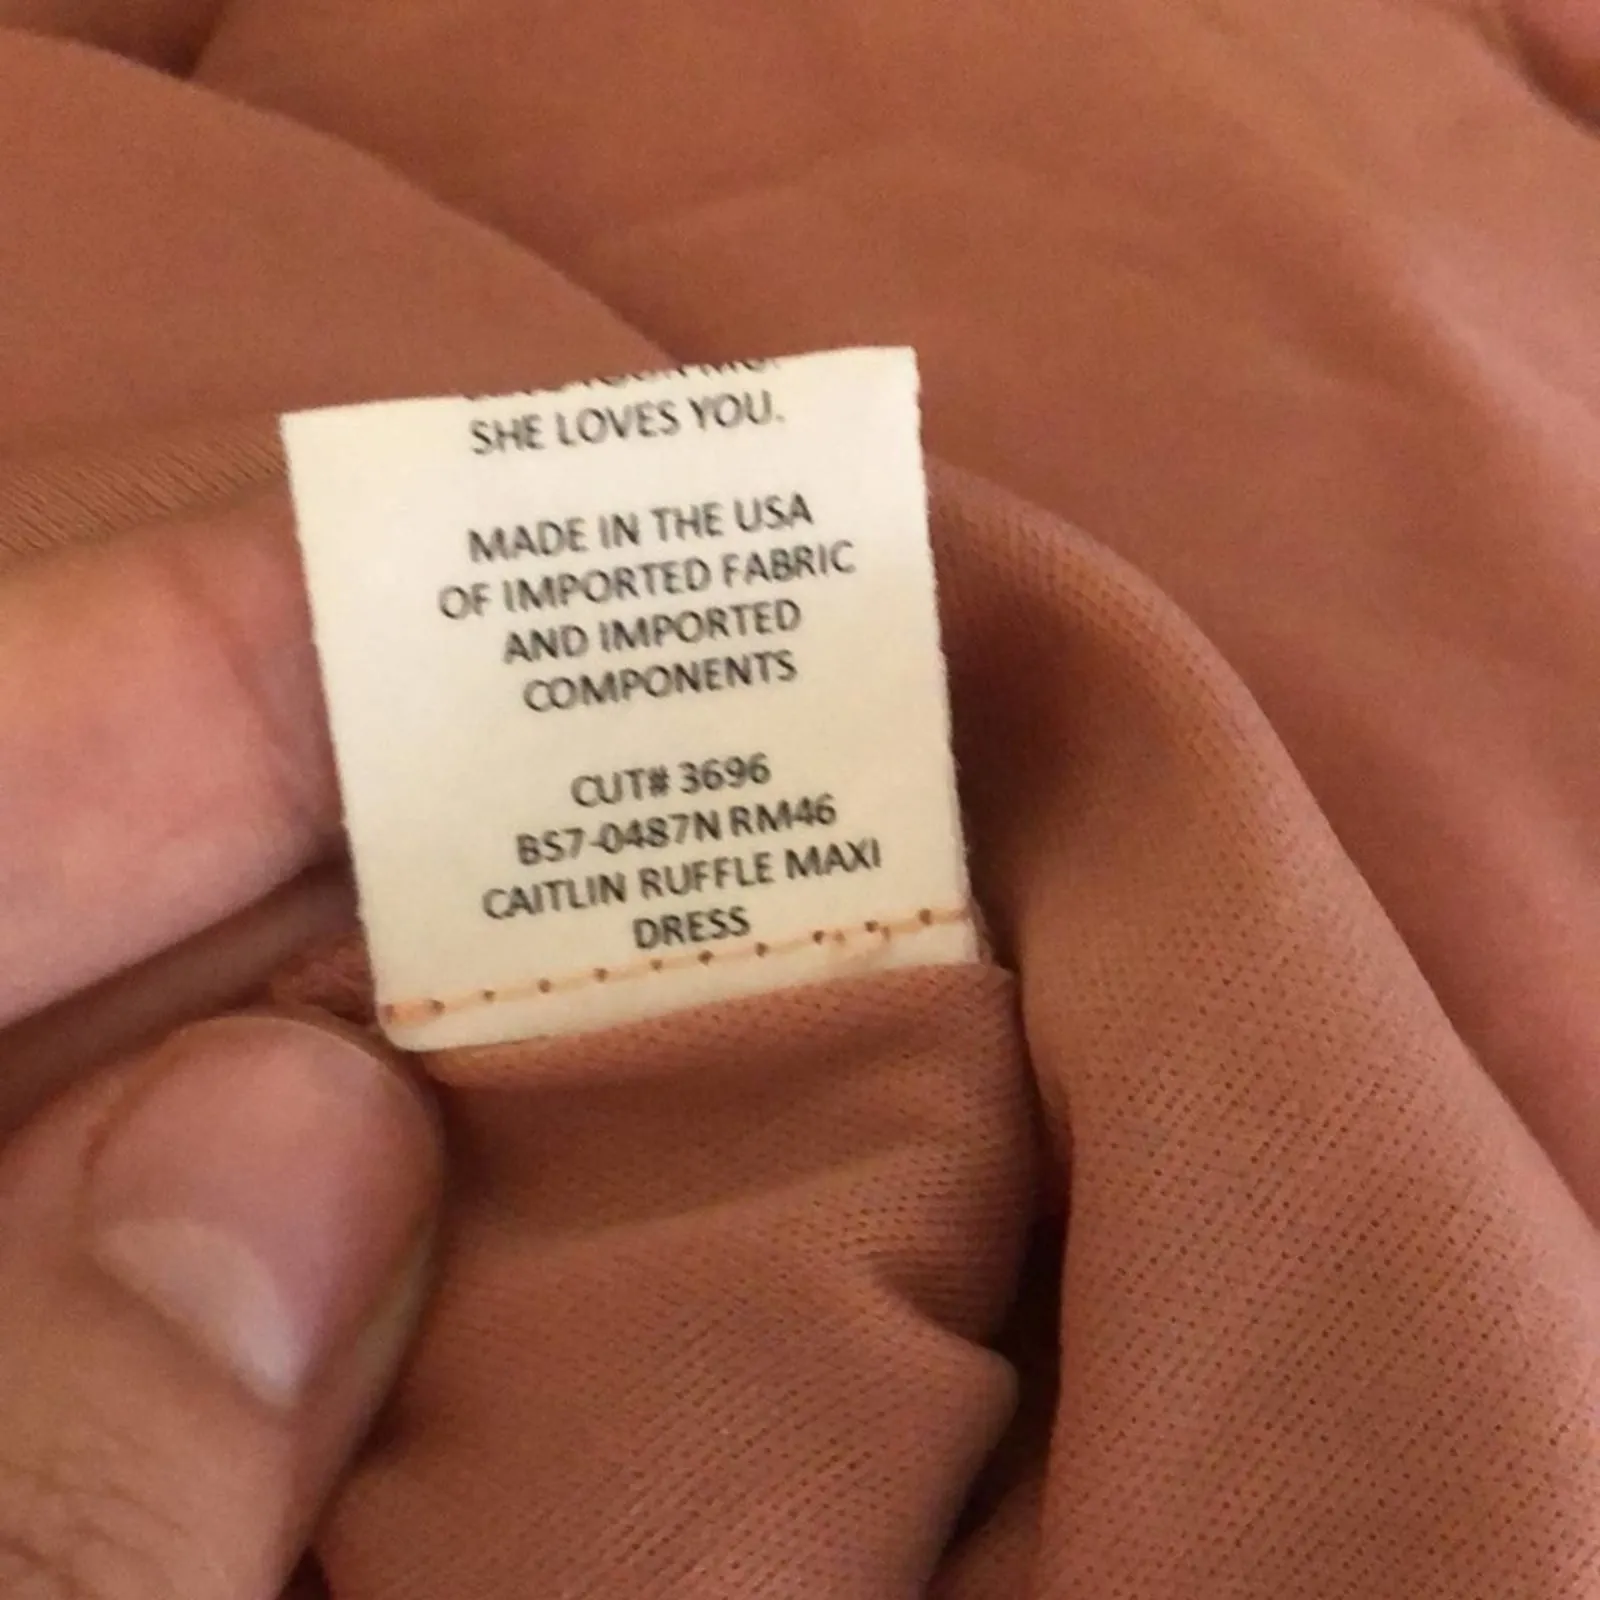 SHE LOVES YOU.
MADE IN THE USA
OF IMPORTED FABRIC
AND IMPORTED
COMPONENTS
CUT# 3696
BS7-0487N RM46
CAITLIN RUFFLE MAXI
DRESS